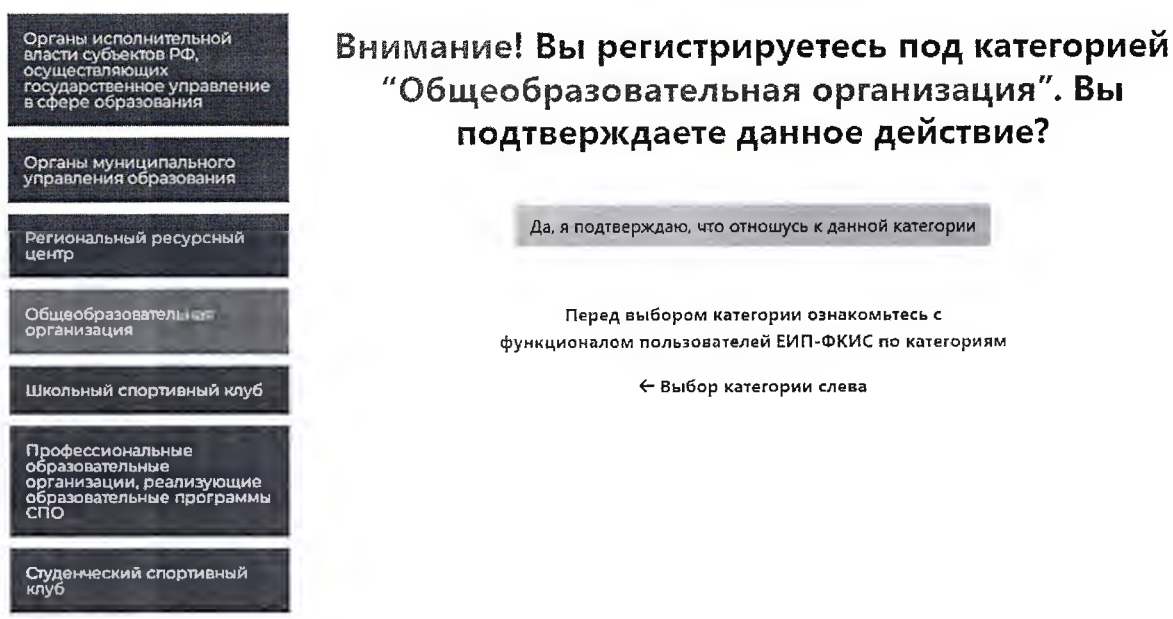 Органы исполнительной
власти субъектов РФ,
осуществляющих
государственное управление
в сфере образования
Органы муниципального
управления образования
Региональный ресурсный
центр
Общеобразовательная
организация
Школьный спортивный клуб
Профессиональные
образовательные
организации, реализующие
образовательные программы
СПО
Студенческий спортивный
клуб
Внимание! Вы регистрируетесь под категорией
“Общеобразовательная организация”. Вы
подтверждаете данное действие?
Да, я подтверждаю, что отношусь к данной категории
Перед выбором категории ознакомьтесь с
функционалом пользователей ЕИП-ФКИС по категориям
← Выбор категории слева